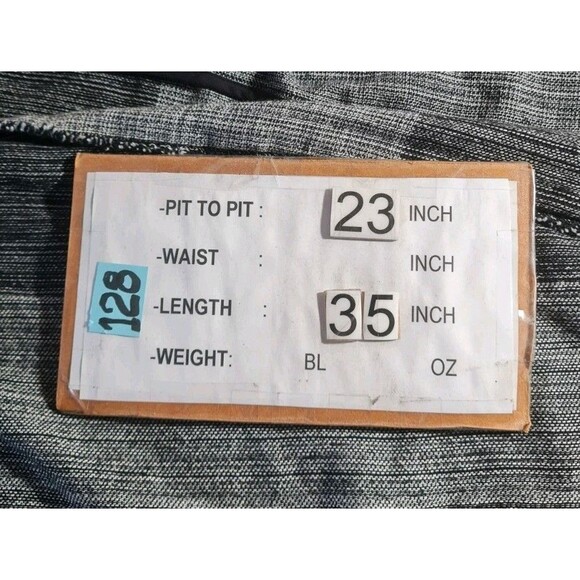 -PIT TO PIT : 23 INCH
-WAIST : INCH
128
-LENGTH : 35 INCH
-WEIGHT: BL OZ